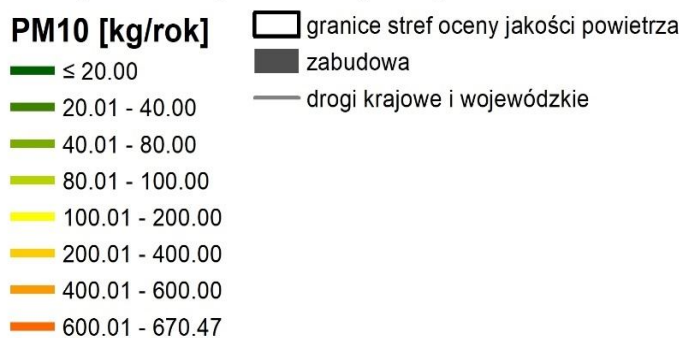 PM10 [kg/rok]
≤ 20.00
20.01 - 40.00
40.01 - 80.00
80.01 - 100.00
100.01 - 200.00
200.01 - 400.00
400.01 - 600.00
600.01 - 670.47
granice stref oceny jakości powietrza
zabudowa
drogi krajowe i wojewódzkie